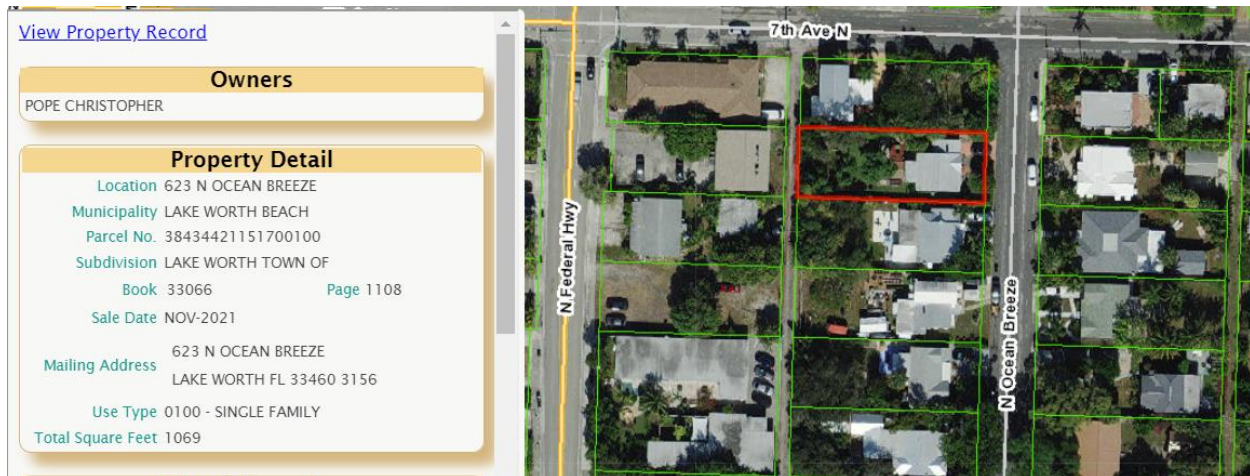 View Property Record
Owners
POPE CHRISTOPHER
Property Detail
Location 623 N OCEAN BREEZE
Municipality LAKE WORTH BEACH
Parcel No. 38434421151700100
Subdivision LAKE WORTH TOWN OF
Book 33066 Page 1108
Sale Date NOV-2021
Mailing Address 623 N OCEAN BREEZE
LAKE WORTH FL 33460 3156
Use Type 0100 - SINGLE FAMILY
Total Square Feet 1069
7th Ave N
N Federal Hwy
N Ocean Breeze